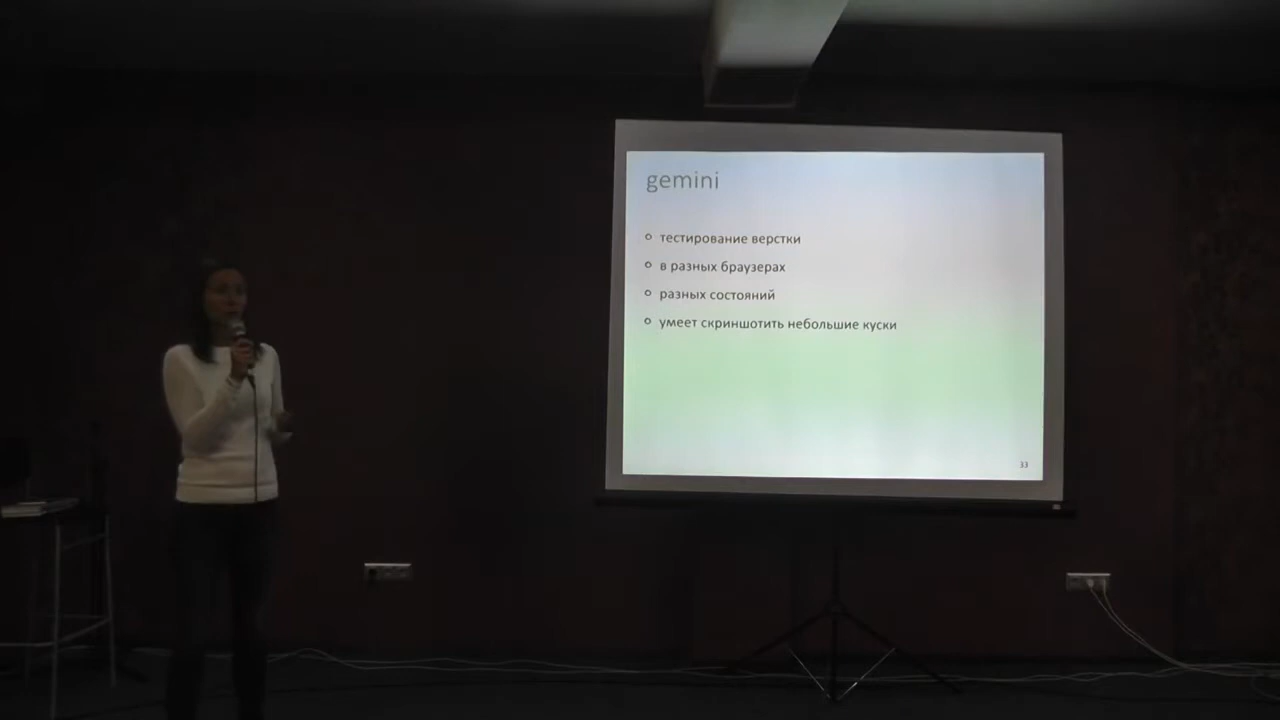 gemini
тестирование верстки
в разных браузерах
разных состояний
умеет скриншотить небольшие куски
33